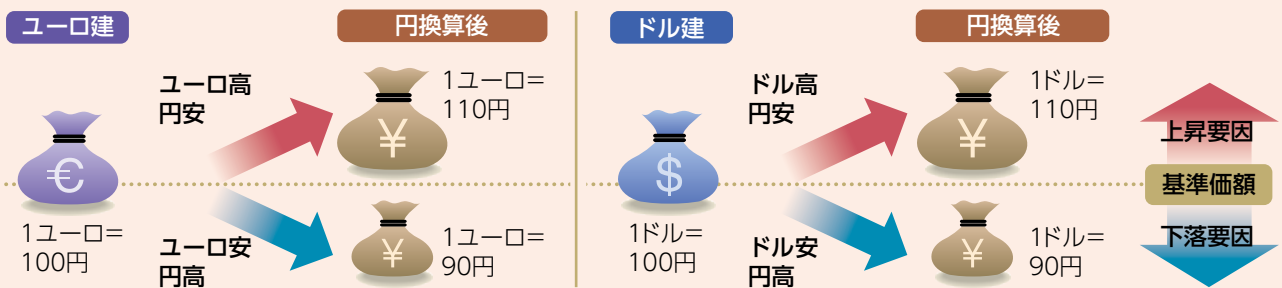 ユーロ建
円換算後
€
1ユーロ=
100円
ユーロ高
円安
¥
1ユーロ=
110円
ユーロ安
円高
¥
1ユーロ=
90円
ドル建
円換算後
$
1ドル=
100円
ドル高
円安
¥
1ドル=
110円
ドル安
円高
¥
1ドル=
90円
上昇要因
基準価額
下落要因